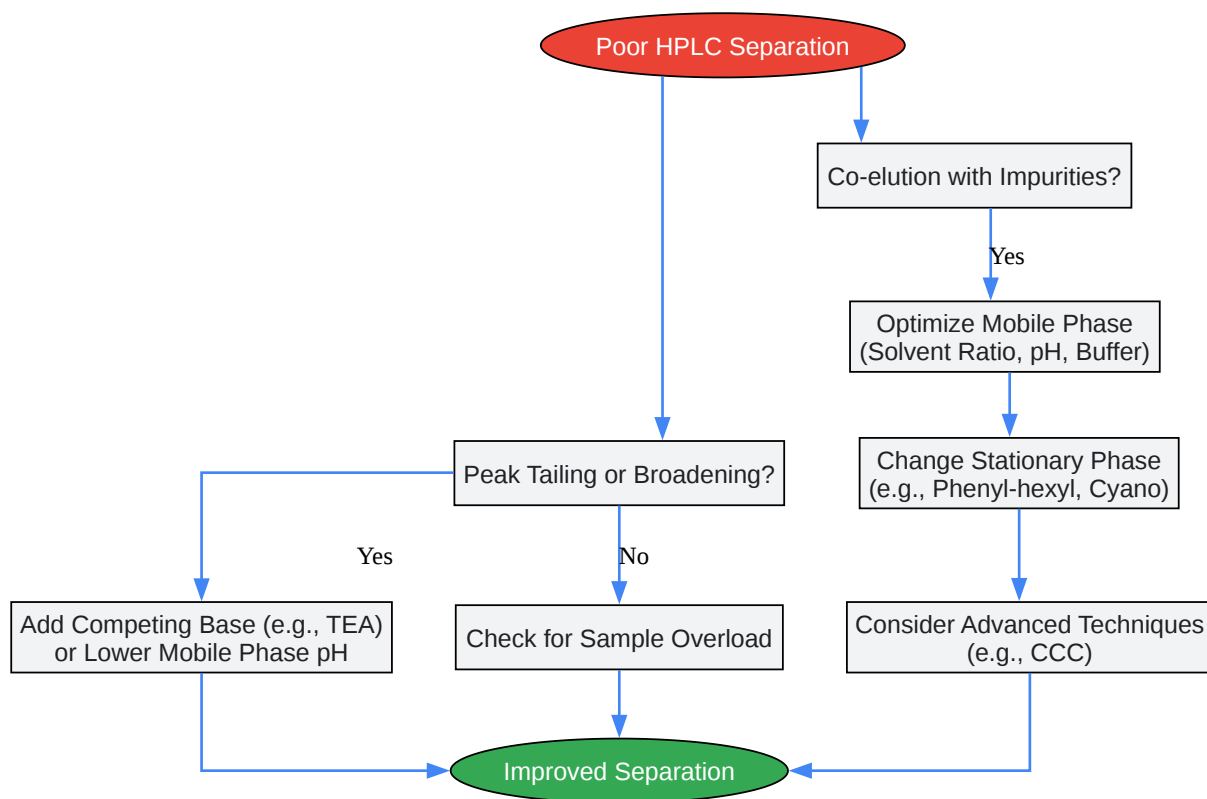 Poor HPLC Separation
Co-elution with Impurities?
Yes
Optimize Mobile Phase
(Solvent Ratio, pH, Buffer)
Change Stationary Phase
(e.g., Phenyl-hexyl, Cyano)
Peak Tailing or Broadening?
Yes
No
Add Competing Base (e.g., TEA)
or Lower Mobile Phase pH
Check for Sample Overload
Consider Advanced Techniques
(e.g., CCC)
Improved Separation